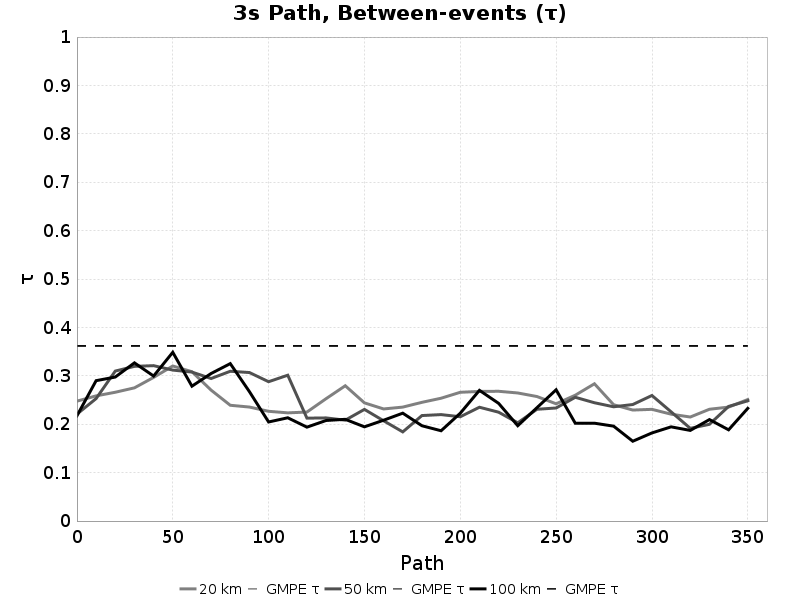 3s Path, Between-events (τ)
1
0.9
0.8
0.7
0.6
0.5
0.4
0.3
0.2
0.1
0
τ
0 50 100 150 200 250 300 350
Path
20 km GMPE τ 50 km GMPE τ 100 km GMPE τ